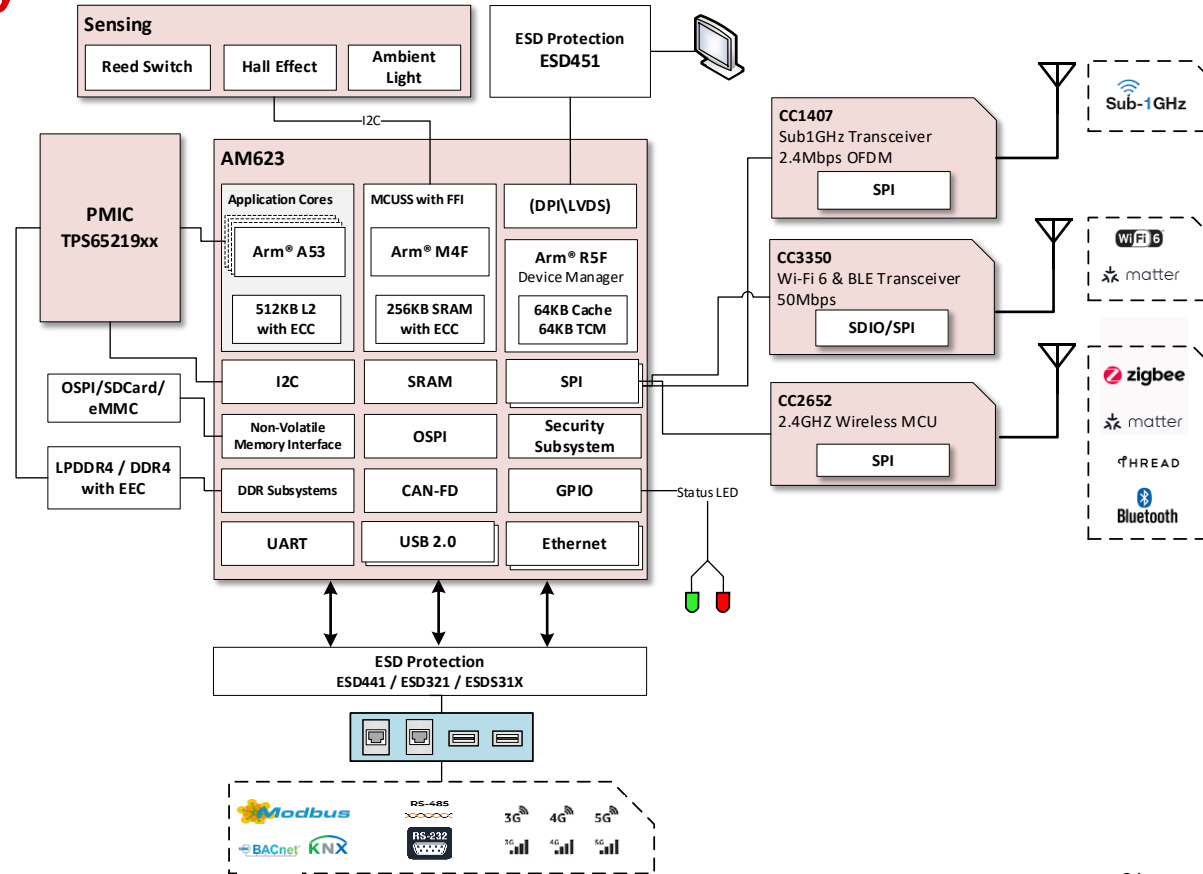 Sensing
Reed Switch
Hall Effect
Ambient
Light
ESD Protection
ESD451
I2C
AM623
Application Cores
Arm® A53
512KB L2
with ECC
MCUSS with FFI
Arm® M4F
256KB SRAM
with ECC
(DPI\LVDS)
Arm® R5F
Device Manager
64KB Cache
64KB TCM
I2C
SRAM
SPI
Non-Volatile
Memory Interface
OSPI
Security
Subsystem
DDR Subsystems
CAN-FD
GPIO
UART
USB 2.0
Ethernet
PMIC
TPS65219xx
OSPI/SDCard/
eMMC
LPDDR4 / DDR4
with EEC
Status LED
CC1407
Sub1GHz Transceiver
2.4Mbps OFDM
SPI
CC3350
Wi-Fi 6 & BLE Transceiver
50Mbps
SDIO/SPI
CC2652
2.4GHZ Wireless MCU
SPI
Sub-1GHz
WiFi 6
matter
zigbee
matter
THREAD
Bluetooth
ESD Protection
ESD441 / ESD321 / ESDS31X
Modbus
BACnet
KNX
RS-485
RS-232
3G
4G
5G
3G
4G
5G